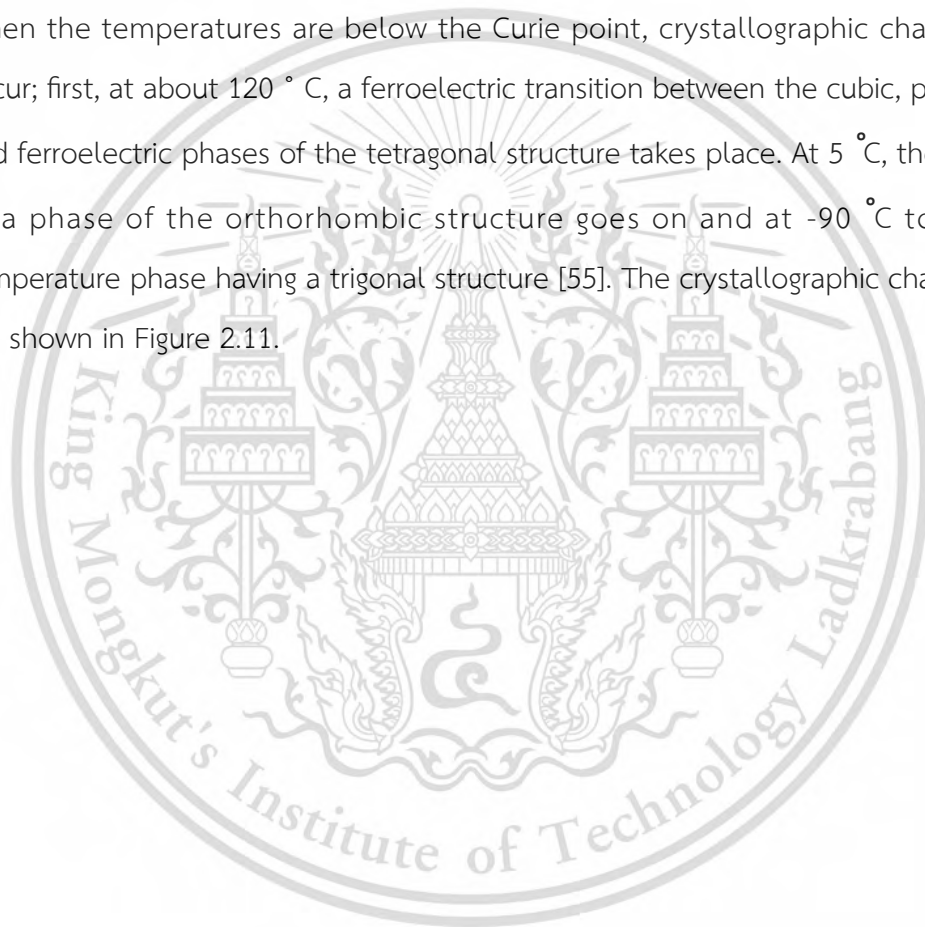 hen the temperatures are below the Curie point, crystallographic cha
cur; first, at about 120 ° C, a ferroelectric transition between the cubic, p
d ferroelectric phases of the tetragonal structure takes place. At 5 °C, the
a phase of the orthorhombic structure goes on and at -90 °C to
mperature phase having a trigonal structure [55]. The crystallographic cha
shown in Figure 2.11.
King Mongkut's Institute of Technology Ladkrabang